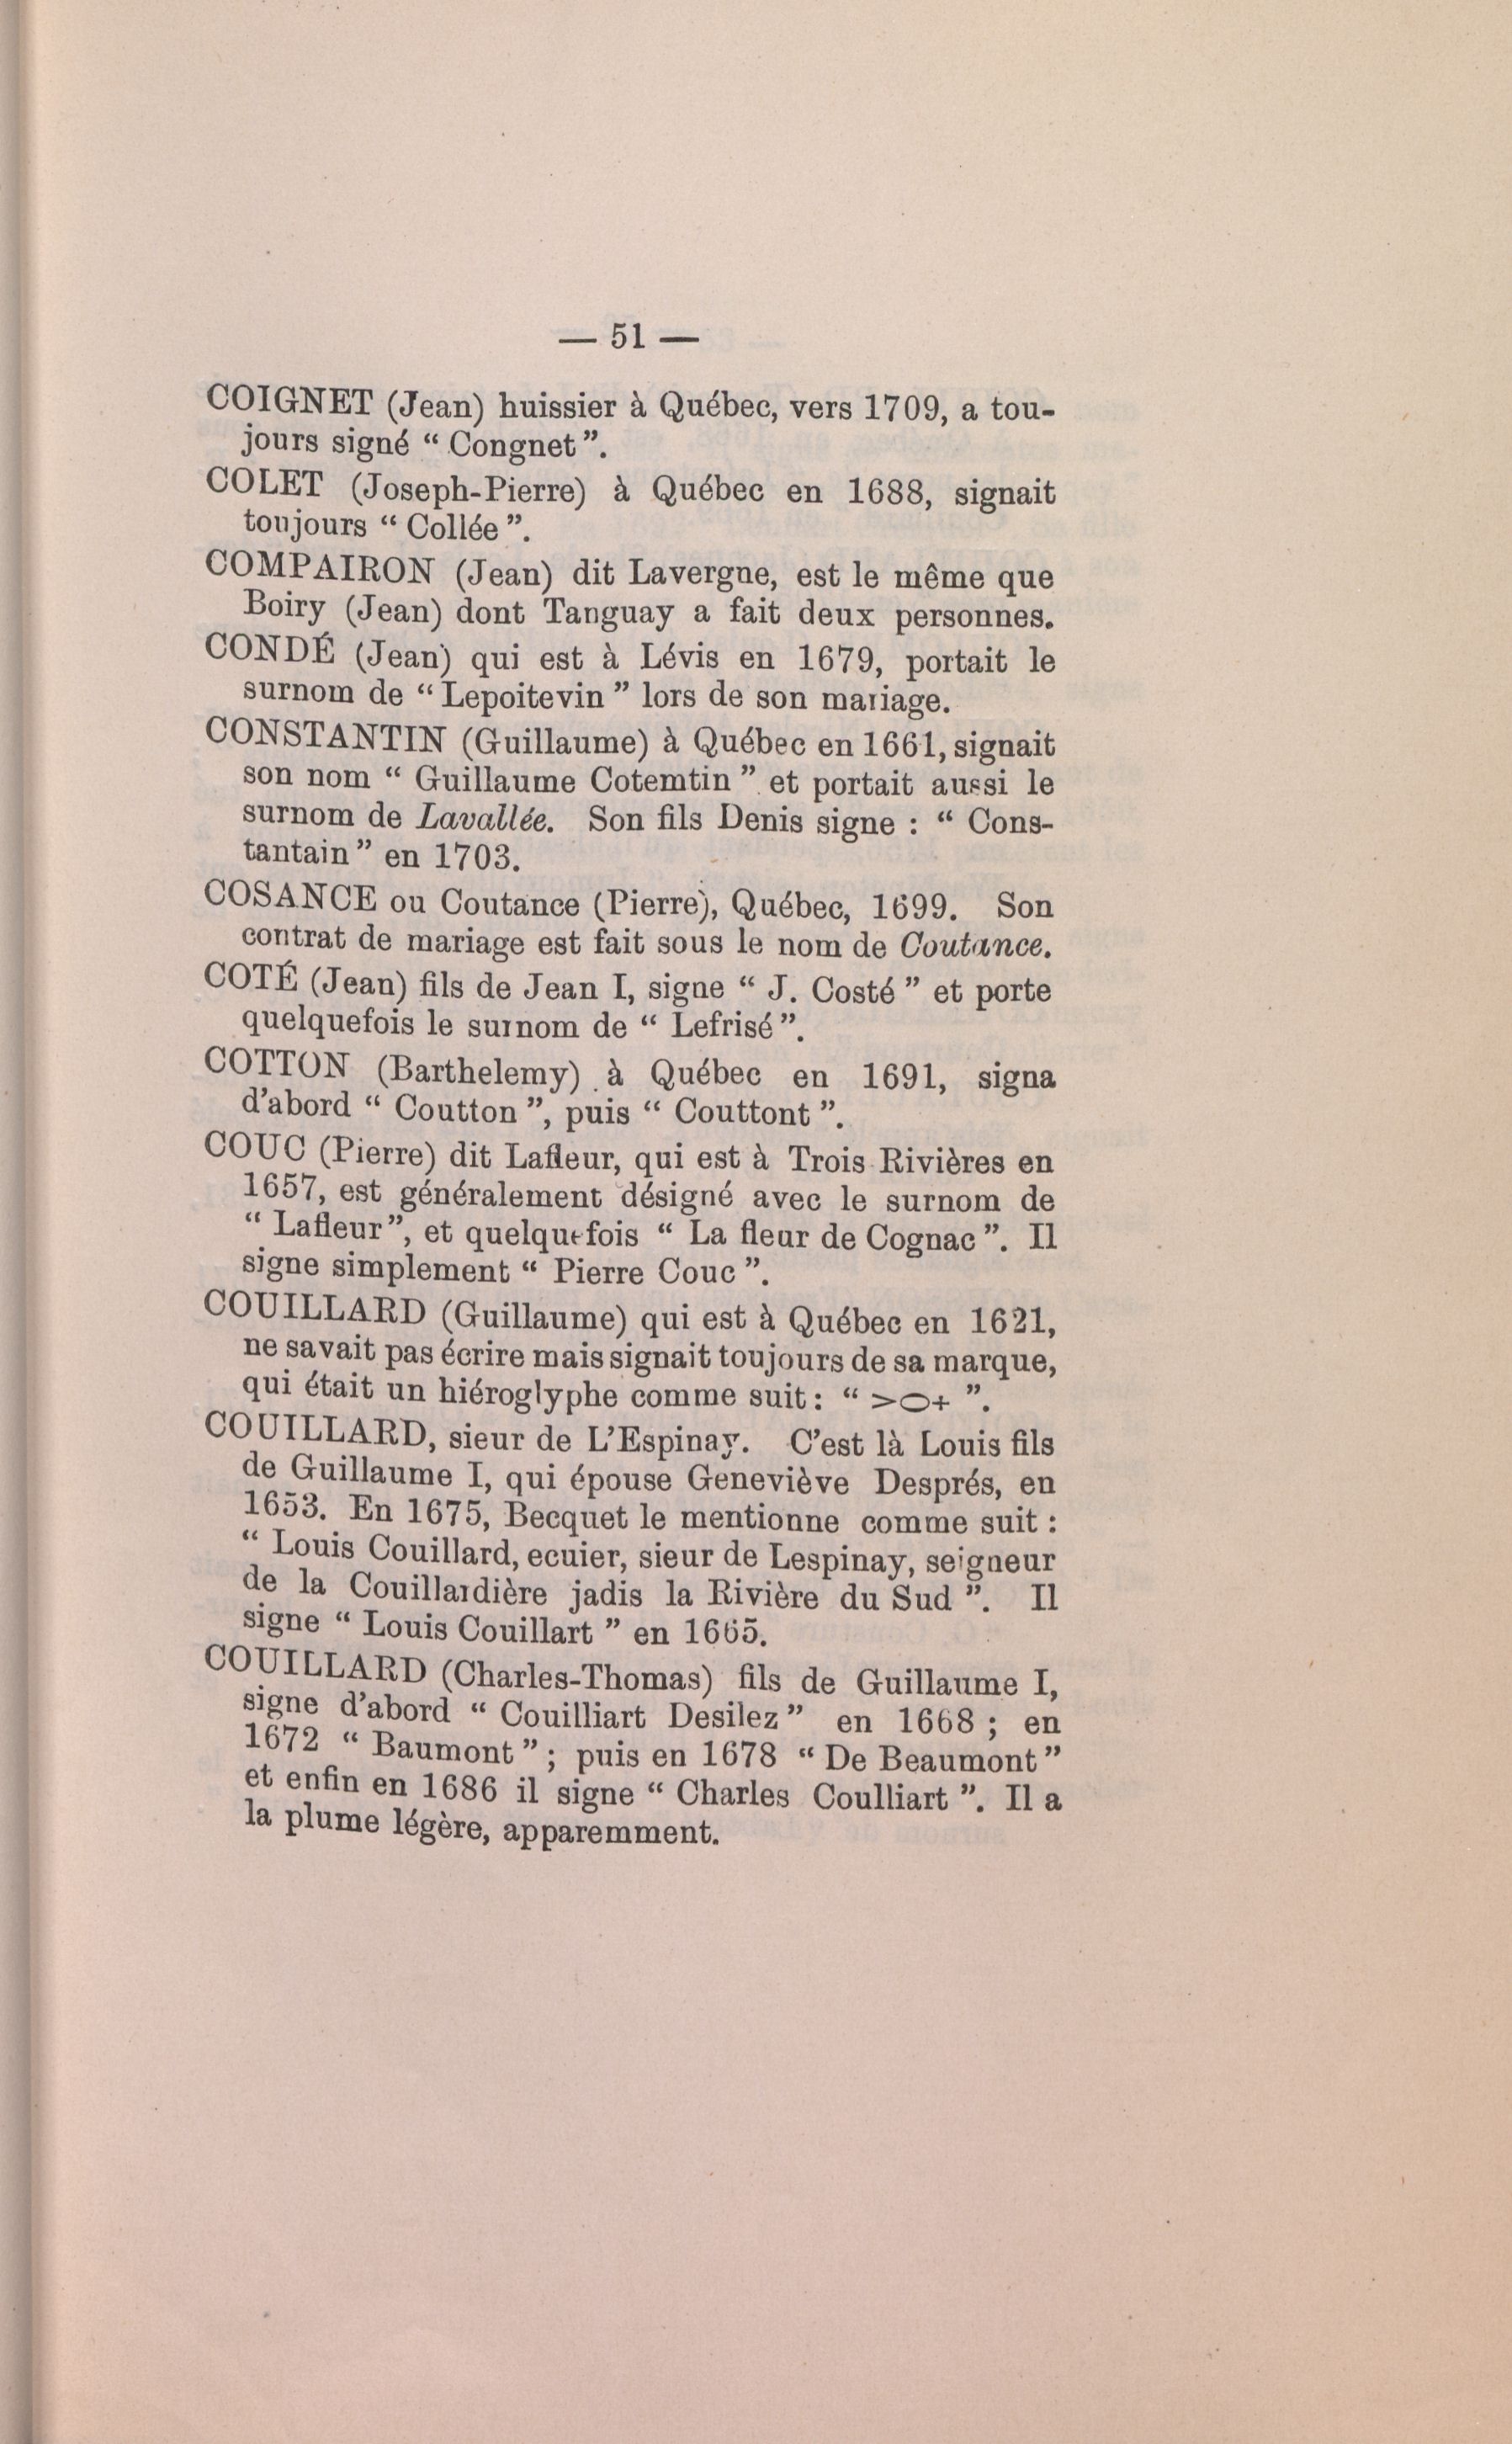 — 51 —
COIGNET (Jean) huissier à Québec, vers 1709, a tou-
jours signé “ Congnet ”.
COLET (Joseph-Pierre) à Québec en 1688, signait
toujours “ Collée ”.
COMPAIRON (Jean) dit Lavergne, est le même que
Boiry (Jean) dont Tanguay a fait deux personnes.
CONDÉ (Jean) qui est à Lévis en 1679, portait le
surnom de “ Lepoitevin ” lors de son mariage.
CONSTANTIN (Guillaume) à Québec en 1661, signait
son nom “ Guillaume Cotemtin ” et portait aussi le
surnom de Lavallée. Son fils Denis signe : “ Cons-
tantain ” en 1703.
COSANCE ou Coutance (Pierre), Québec, 1699. Son
contrat de mariage est fait sous le nom de Coutance.
COTÉ (Jean) fils de Jean I, signe “ J. Costé ” et porte
quelquefois le surnom de “ Lefrisé ”.
COTTON (Barthelemy) à Québec en 1691, signa
d’abord “ Coutton ”, puis “ Couttont ”.
COUC (Pierre) dit Lafleur, qui est à Trois Rivières en
1657, est généralement désigné avec le surnom de
“ Lafleur ”, et quelquefois “ La fleur de Cognac ”. Il
signe simplement “ Pierre Couc ”.
COUILLARD (Guillaume) qui est à Québec en 1621,
ne savait pas écrire mais signait toujours de sa marque,
qui était un hiéroglyphe comme suit : “ >O+ ”.
COUILLARD, sieur de L’Espinay. C’est là Louis fils
de Guillaume I, qui épouse Geneviève Després, en
1653. En 1675, Becquet le mentionne comme suit :
“ Louis Couillard, ecuier, sieur de Lespinay, seigneur
de la Couillardière jadis la Rivière du Sud ”. Il
signe “ Louis Couillart ” en 1665.
COUILLARD (Charles-Thomas) fils de Guillaume I,
signe d’abord “ Couilliart Desilez ” en 1668 ; en
1672 “ Baumont ” ; puis en 1678 “ De Beaumont ”
et enfin en 1686 il signe “ Charles Coulliart ”. Il a
la plume légère, apparemment.